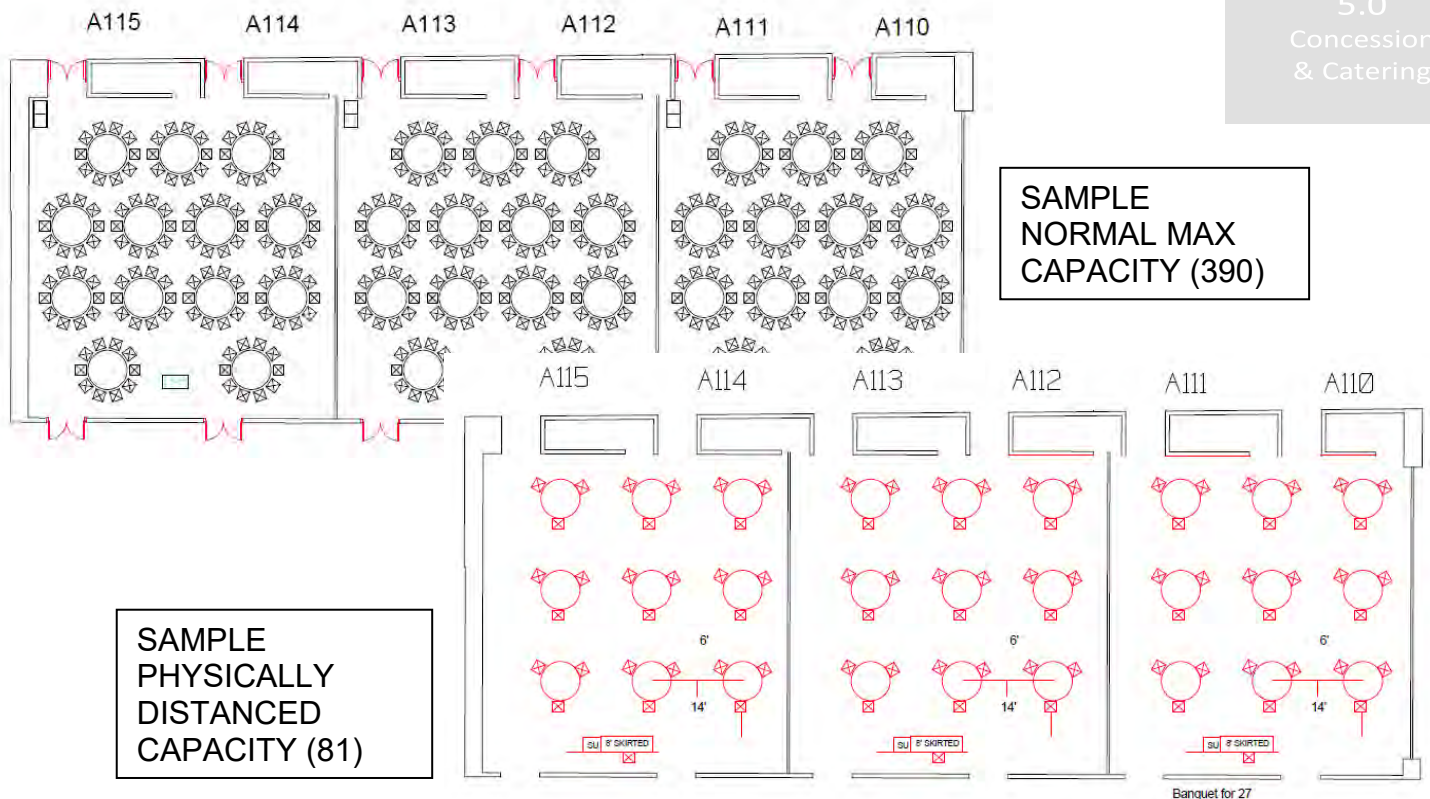 5.0
Concession
& Catering
A115 A114 A113 A112 A111 A110
SAMPLE
NORMAL MAX
CAPACITY (390)
A115 A114 A113 A112 A111 A110
6' 6' 6'
14' 14' 14'
SU 8' SKIRTED SU 8' SKIRTED SU 8' SKIRTED
Banquet for 27
SAMPLE
PHYSICALLY
DISTANCED
CAPACITY (81)